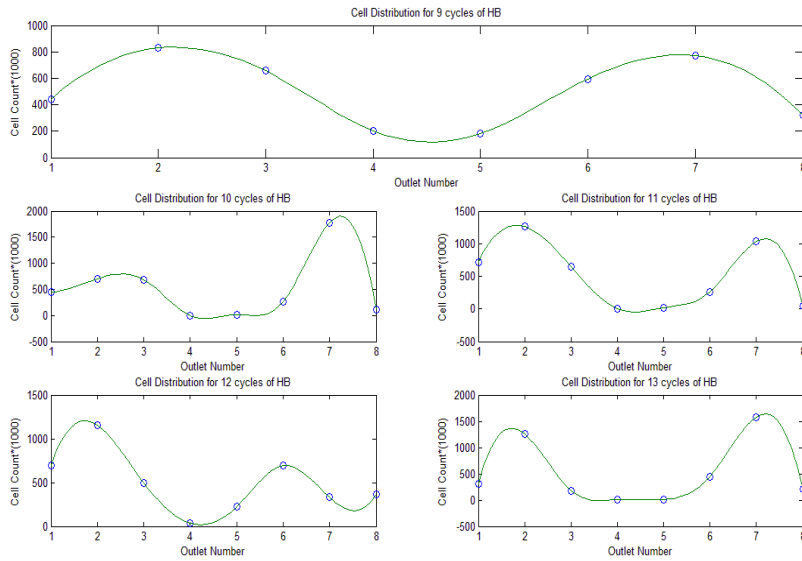 Cell Distribution for 9 cycles of HB
Cell Count*(1000)
1000
800
600
400
200
0
1 2 3 4 5 6 7 8
Outlet Number
Cell Distribution for 10 cycles of HB
Cell Count*(1000)
2000
1500
1000
500
0
-500
1 2 3 4 5 6 7 8
Outlet Number
Cell Distribution for 11 cycles of HB
Cell Count*(1000)
1500
1000
500
0
-500
1 2 3 4 5 6 7 8
Outlet Number
Cell Distribution for 12 cycles of HB
Cell Count*(1000)
1500
1000
500
0
1 2 3 4 5 6 7 8
Outlet Number
Cell Distribution for 13 cycles of HB
Cell Count*(1000)
2000
1500
1000
500
0
-500
1 2 3 4 5 6 7 8
Outlet Number